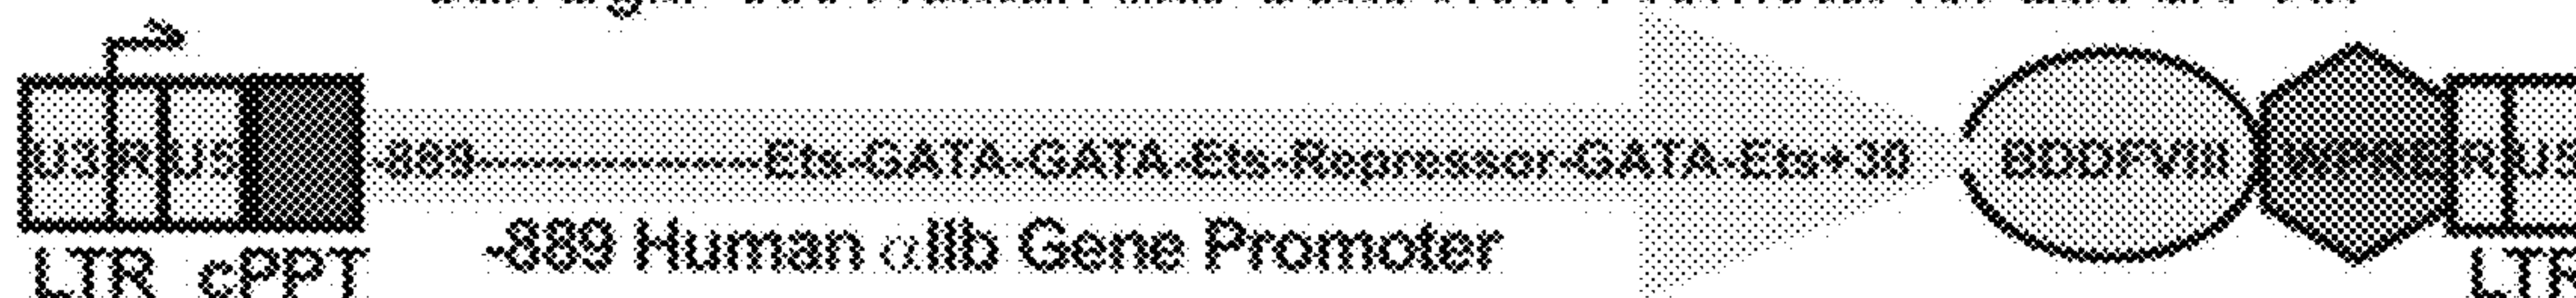 U3 R U5 -889--------------------Ets-GATA-GATA-Ets-Repressor-GATA-Ets+30 BDDFVIII WPRE R U5
-889 Human αIIb Gene Promoter
LTR cPPT LTR